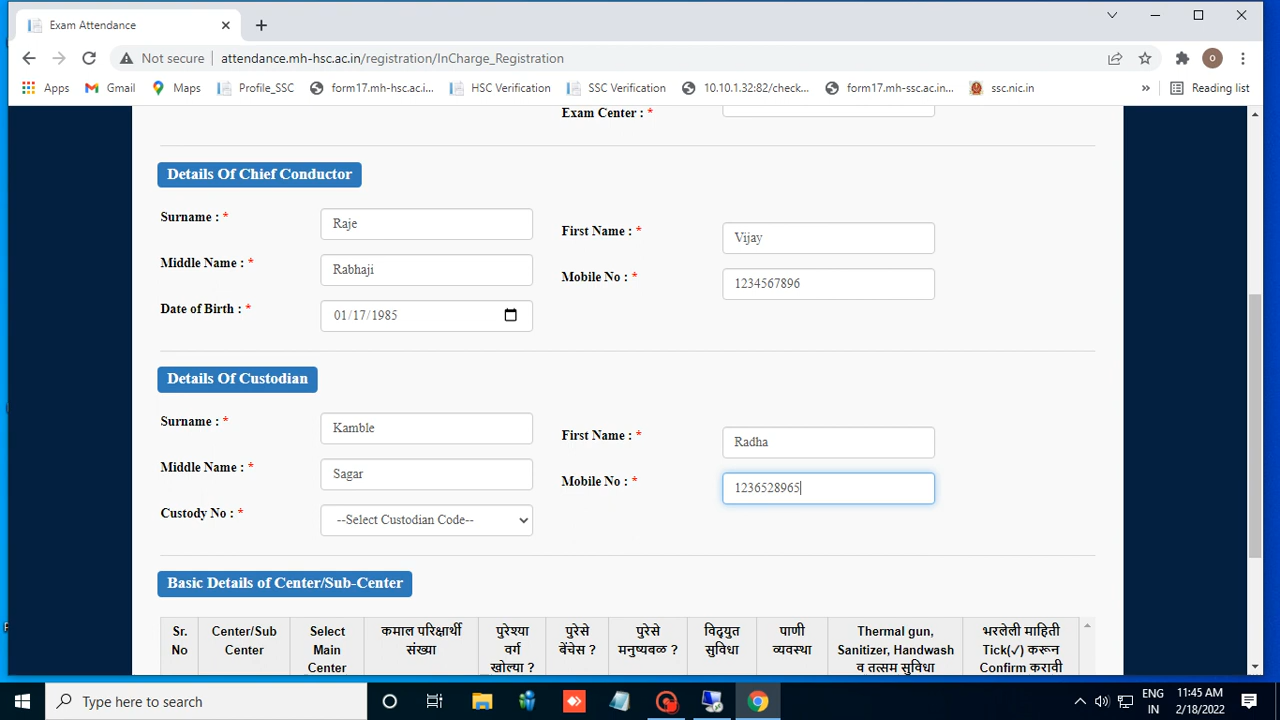 Exam Attendance
Not secure attendance.mh-hsc.ac.in/registration/InCharge_Registration
Apps Gmail Maps Profile_SSC form17.mh-hsc.ac.i... HSC Verification SSC Verification 10.10.1.32:82/check... form17.mh-ssc.ac.in... ssc.nic.in » Reading list
Exam Center : *
Details Of Chief Conductor
Surname : * Raje
First Name : * Vijay
Middle Name : * Rabhaji
Mobile No : * 1234567896
Date of Birth : * 01/17/1985
Details Of Custodian
Surname : * Kamble
First Name : * Radha
Middle Name : * Sagar
Mobile No : * 1236528965
Custody No : * --Select Custodian Code--
Basic Details of Center/Sub-Center
Sr. No
Center/Sub Center
Select Main Center
कमाल परिक्षार्थी संख्या
पुरेश्या वर्ग खोल्या ?
पुरेसे बेंचेस ?
पुरेसे मनुष्यवळ ?
विद्युत सुविधा
पाणी व्यवस्था
Thermal gun, Sanitizer, Handwash व तत्सम सुविधा
भरलेली माहिती Tick(✓) करून Confirm करावी
Type here to search
ENG
IN
11:45 AM
2/18/2022